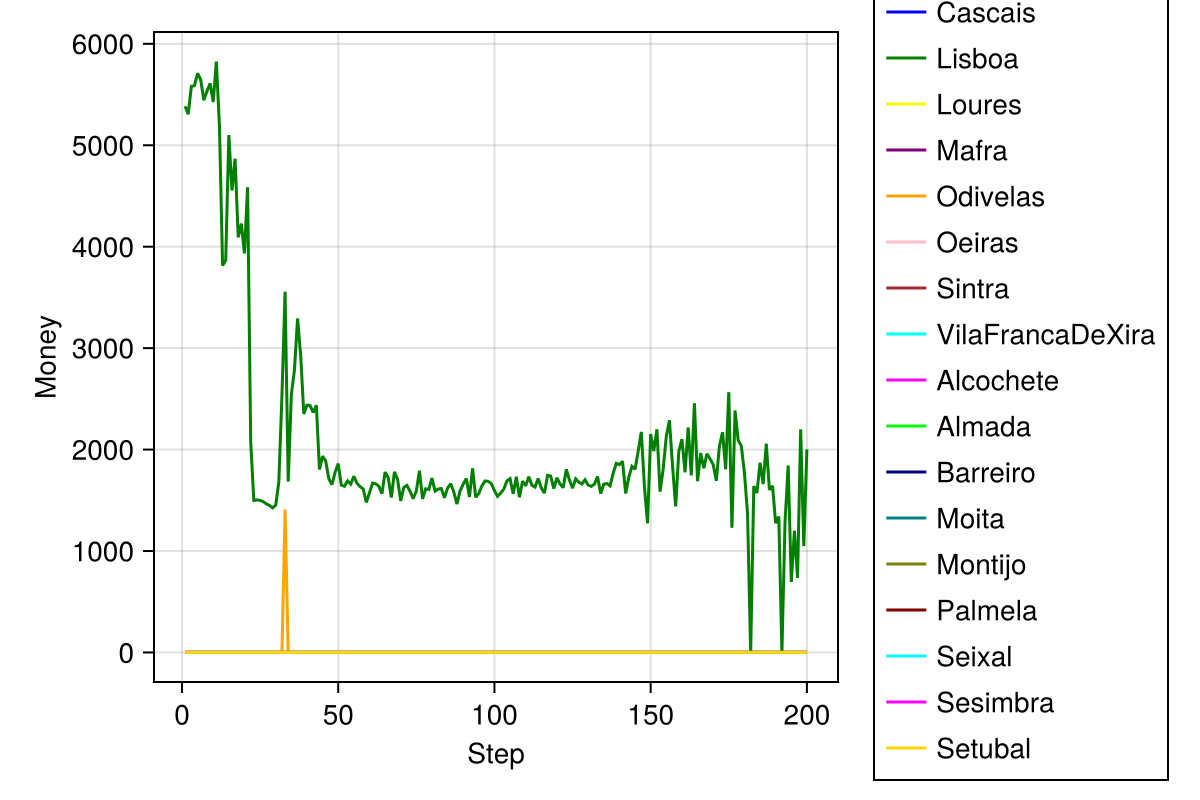 6000
5000
4000
3000
2000
1000
0
Money
0 50 100 150 200
Step
Cascais
Lisboa
Loures
Mafra
Odivelas
Oeiras
Sintra
VilaFrancaDeXira
Alcochete
Almada
Barreiro
Moita
Montijo
Palmela
Seixal
Sesimbra
Setubal